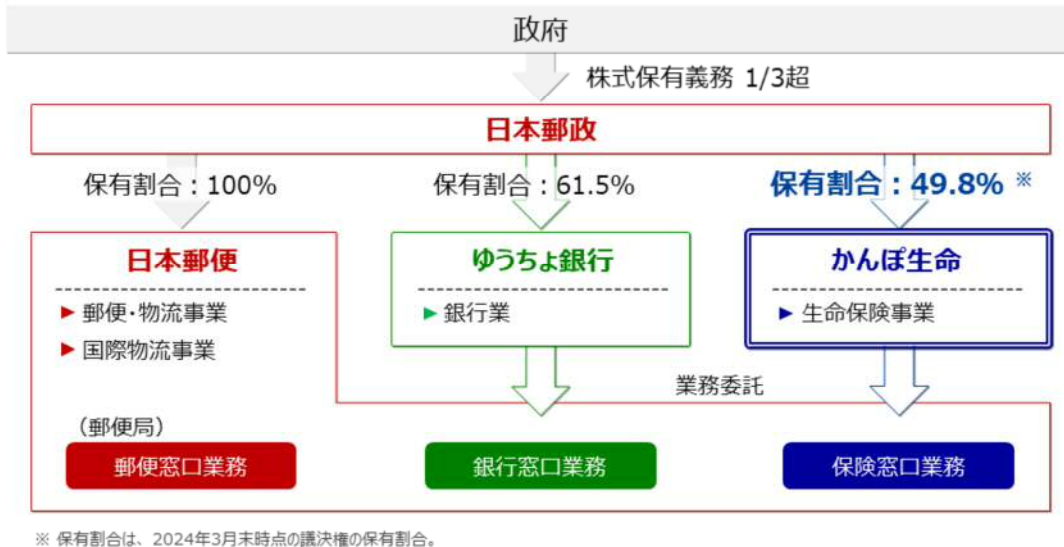 政府
株式保有義務 1/3超
日本郵政
保有割合：100%
保有割合：61.5%
保有割合：49.8% ※
日本郵便
▶ 郵便・物流事業
▶ 国際物流事業
ゆうちょ銀行
▶ 銀行業
かんぽ生命
▶ 生命保険事業
業務委託
（郵便局）
郵便窓口業務
銀行窓口業務
保険窓口業務
※ 保有割合は、2024年3月末時点の議決権の保有割合。